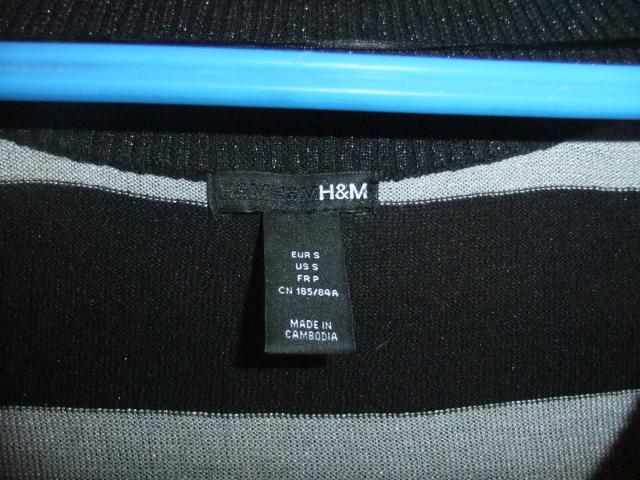 H&M H&M H&M
EUR S
US S
FR P
CN 165/84A
MADE IN
CAMBODIA